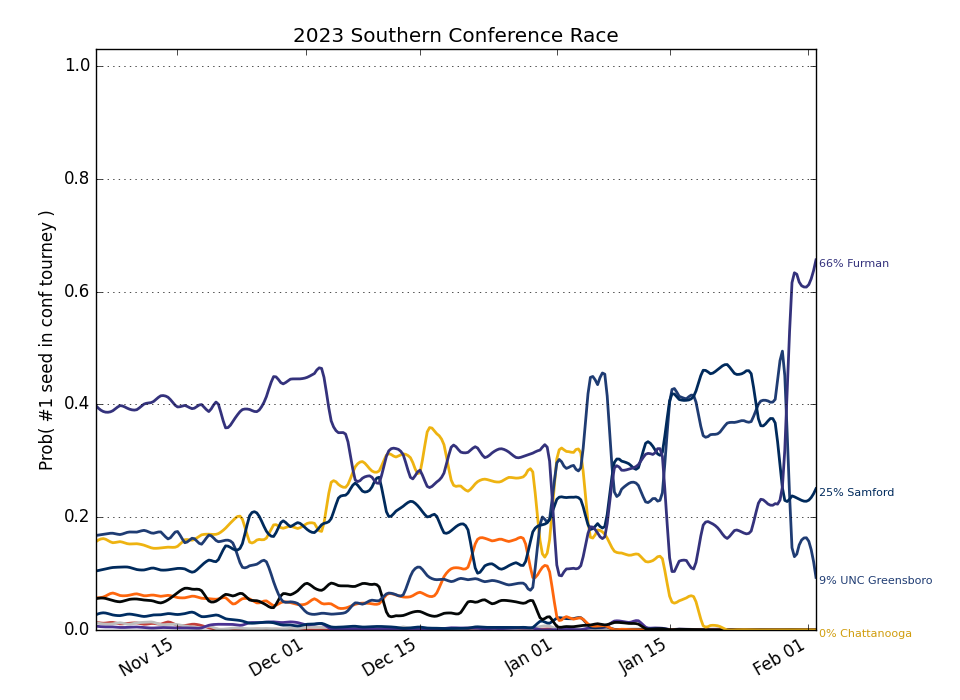 2023 Southern Conference Race
Prob( #1 seed in conf tourney )
1.0
0.8
0.6
0.4
0.2
0.0
66% Furman
25% Samford
9% UNC Greensboro
0% Chattanooga
Nov 15
Dec 01
Dec 15
Jan 01
Jan 15
Feb 01